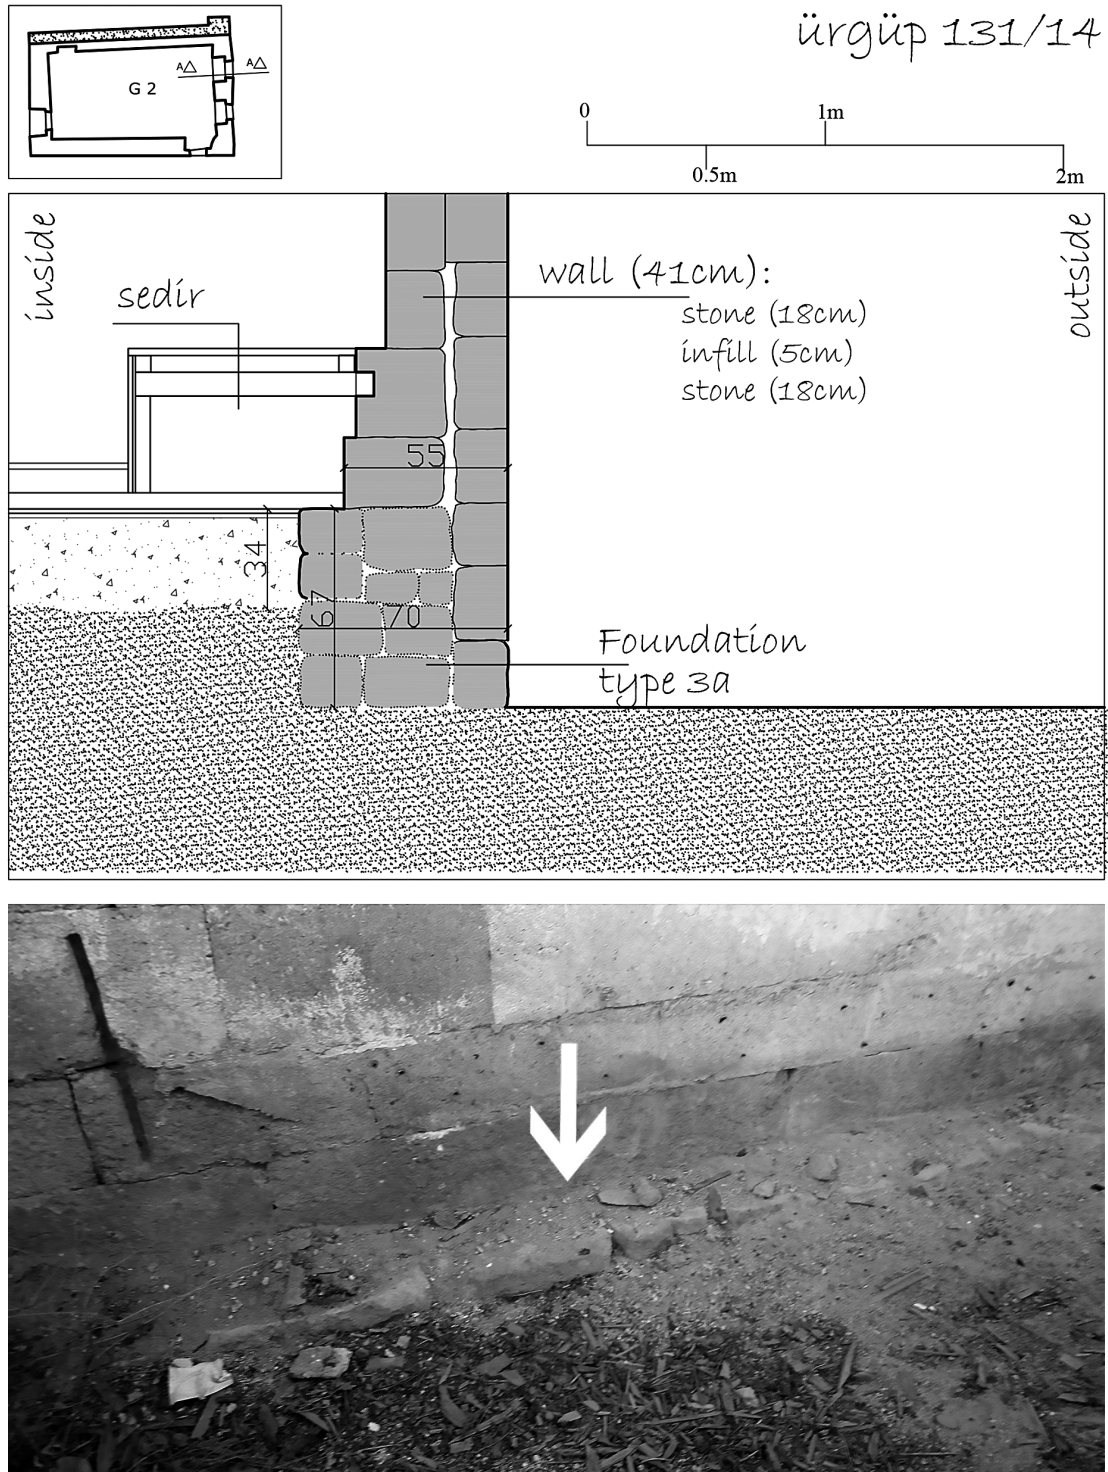 ürgüp 131/14
A A
G 2
0
1m
0.5m
2m
inside
outside
sedir
wall (41cm):
stone (18cm)
infill (5cm)
stone (18cm)
55
34
67
70
Foundation
type 3a